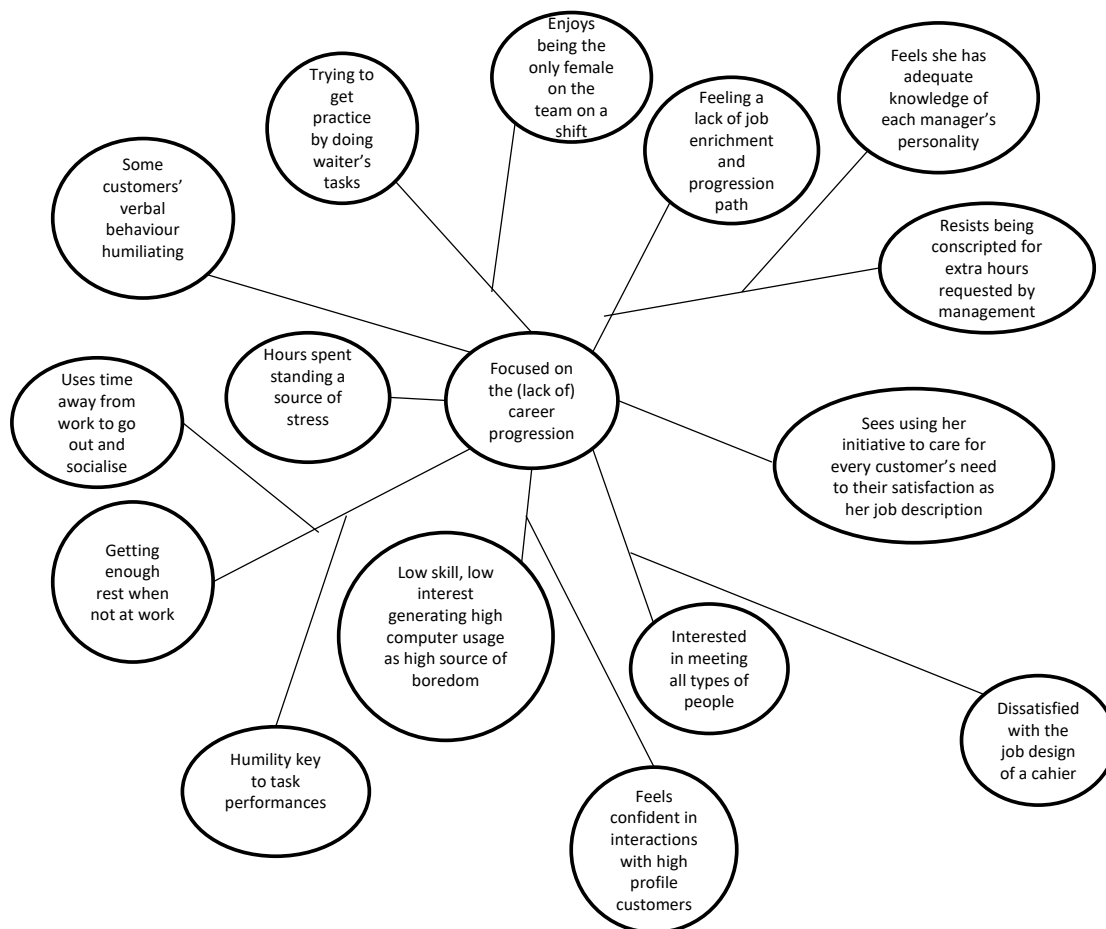 Enjoys
being the
only female
on the
team on a
shift
Trying to
get
practice
by doing
waiter's
tasks
Feeling a
lack of job
enrichment
and
progression
path
Feels she has
adequate
knowledge of
each manager's
personality
Some
customers'
verbal
behaviour
humiliating
Resists being
conscripted for
extra hours
requested by
management
Hours spent
standing a
source of
stress
Focused on
the (lack of)
career
progression
Uses time
away from
work to go
out and
socialise
Sees using her
initiative to care for
every customer's need
to their satisfaction as
her job description
Getting
enough
rest when
not at work
Low skill, low
interest
generating high
computer usage
as high source of
boredom
Interested
in meeting
all types of
people
Dissatisfied
with the
job design
of a cahier
Humility key
to task
performances
Feels
confident in
interactions
with high
profile
customers